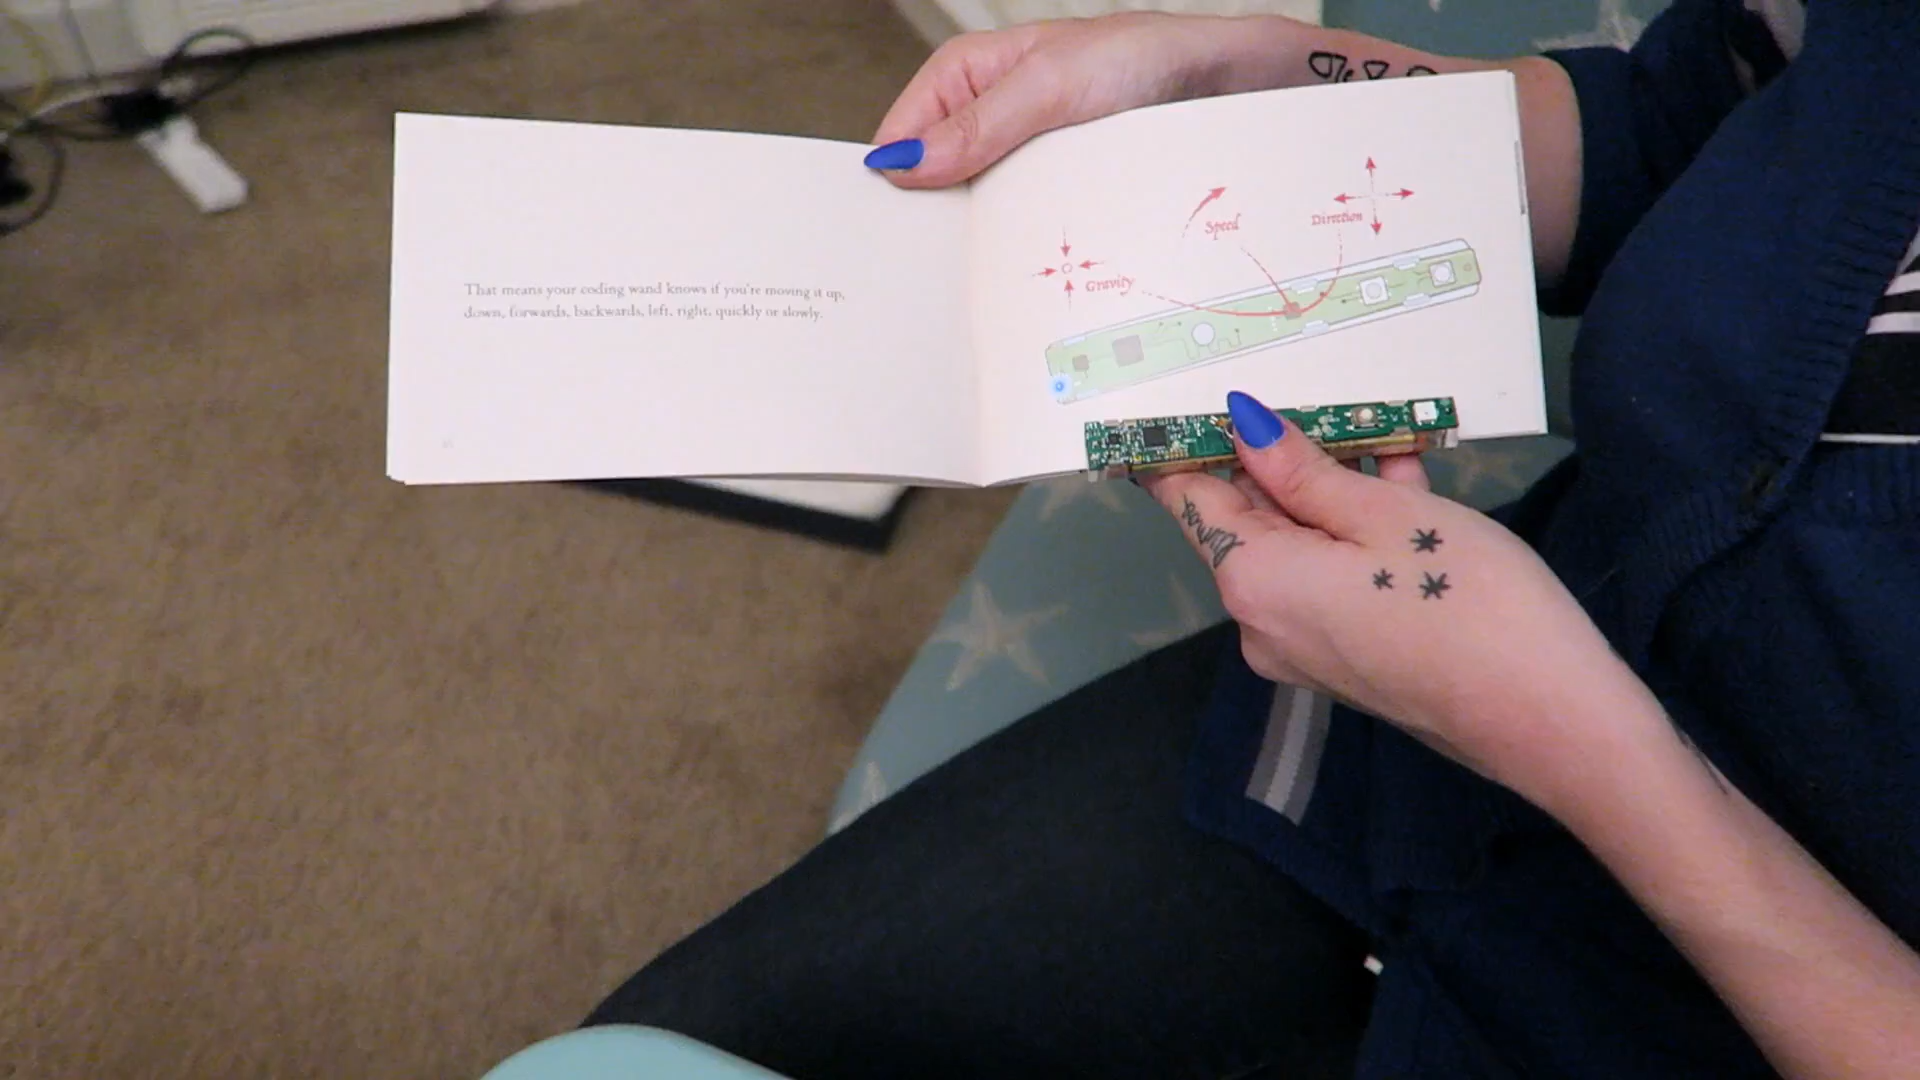 That means your coding wand knows if you're moving it up,
down, forwards, backwards, left, right, quickly or slowly.
Speed
Direction
Gravity